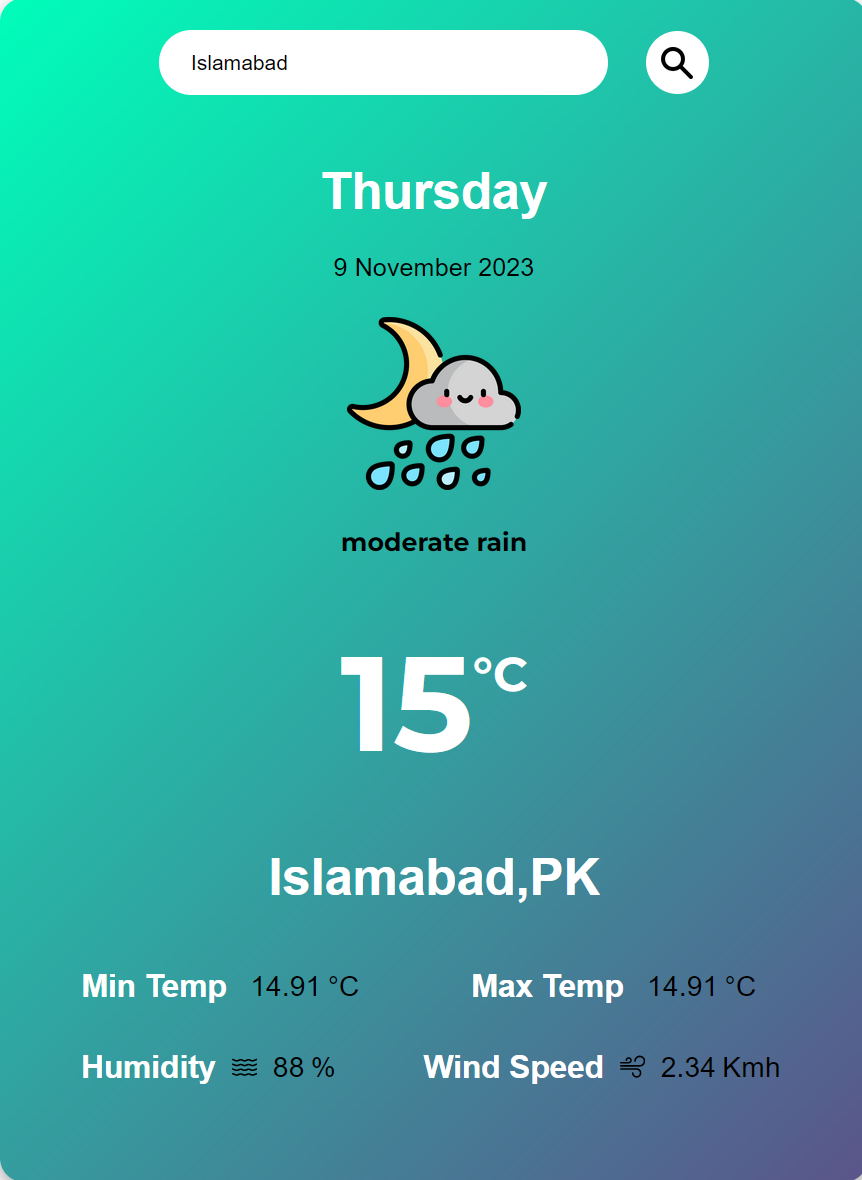 Islamabad
Thursday
9 November 2023
moderate rain
15°C
Islamabad,PK
Min Temp 14.91 °C Max Temp 14.91 °C
Humidity 88 % Wind Speed 2.34 Kmh